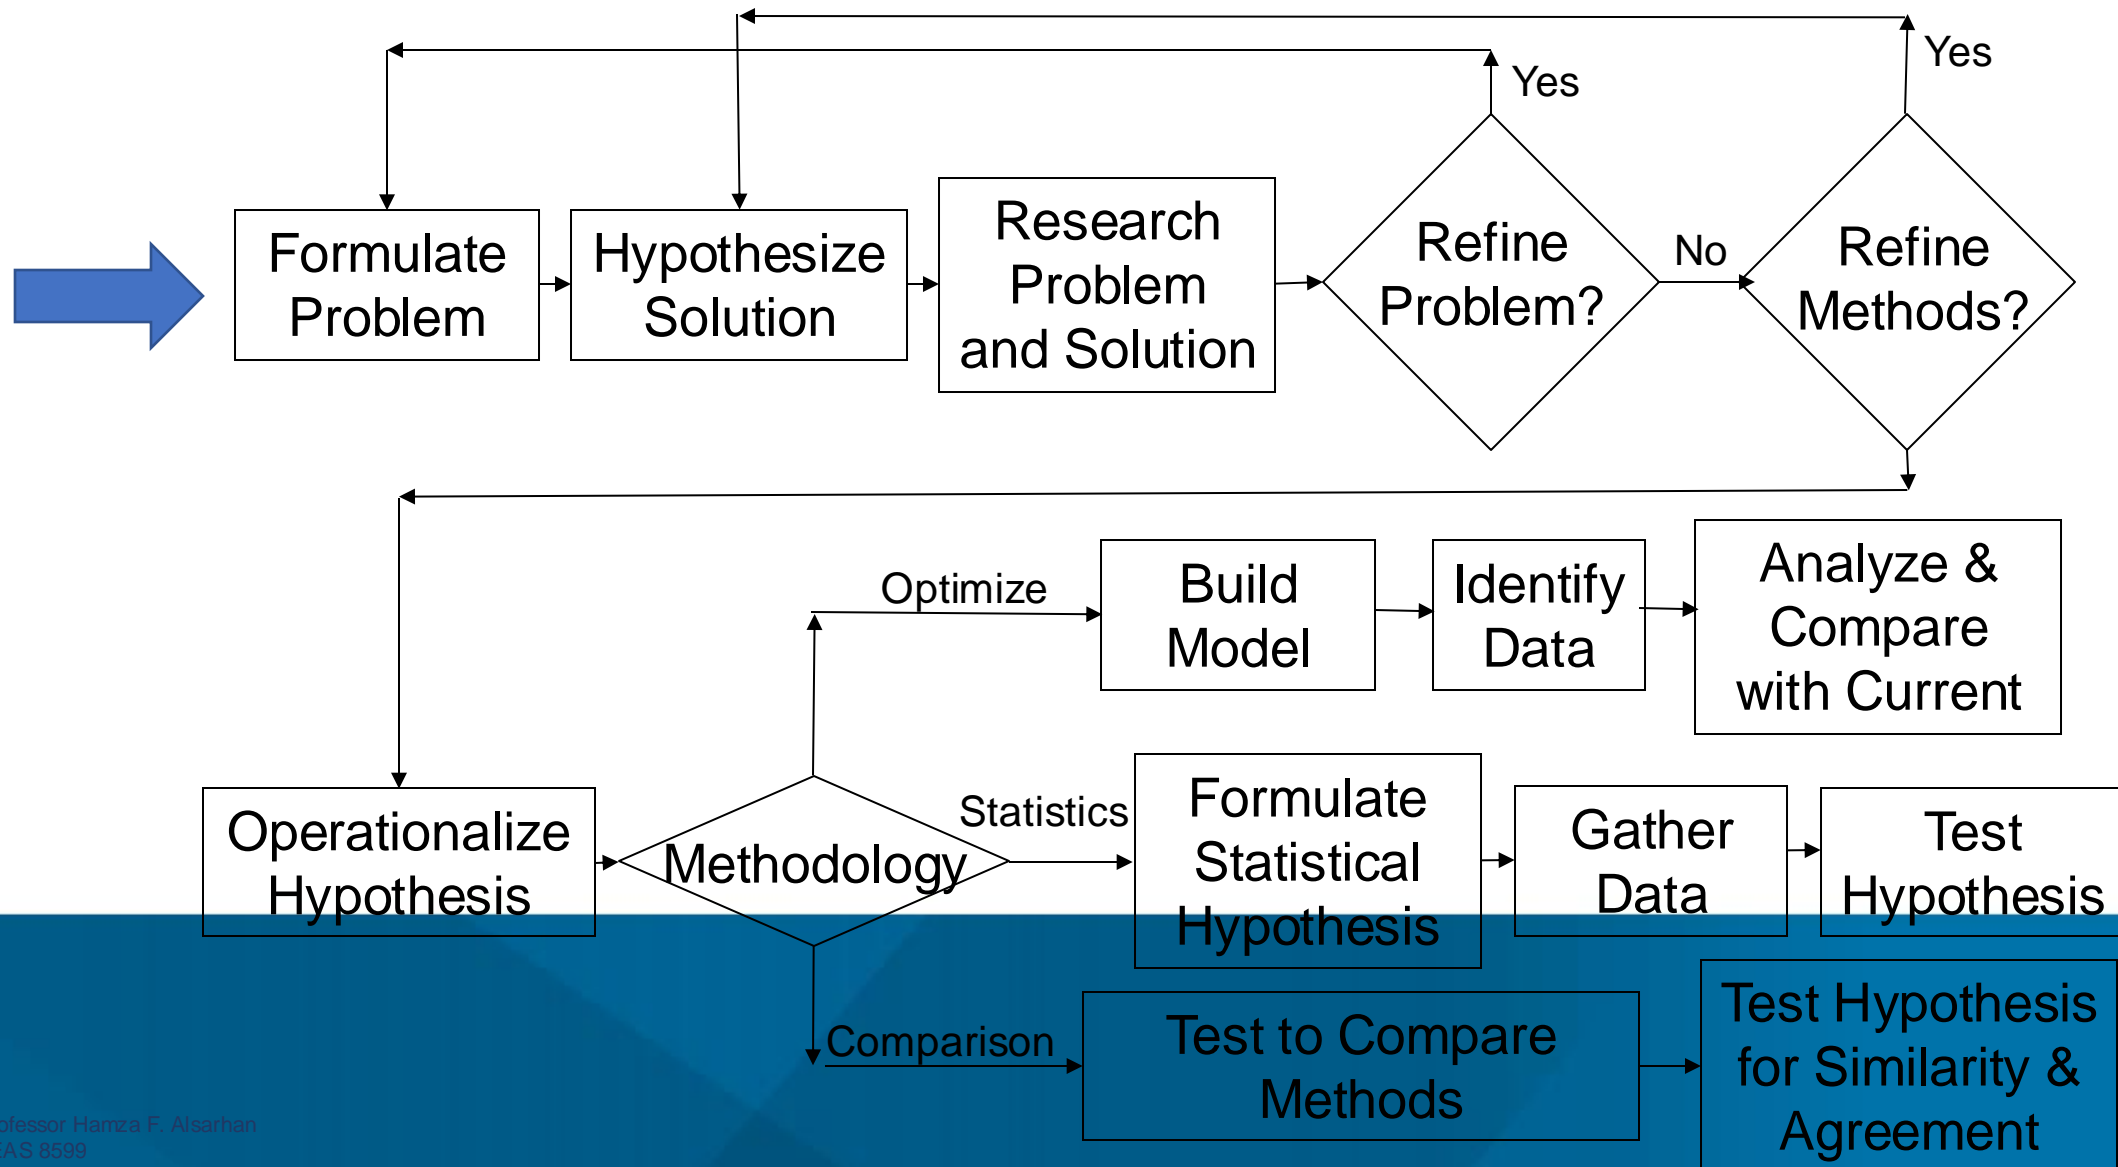 Yes
Yes
Formulate
Problem
Hypothesize
Solution
Research
Problem
and Solution
Refine
Problem?
No
Refine
Methods?
Optimize
Build
Model
Identify
Data
Analyze &
Compare
with Current
Operationalize
Hypothesis
Methodology
Statistics
Formulate
Statistical
Hypothesis
Gather
Data
Test
Hypothesis
Comparison
Test to Compare
Methods
Test Hypothesis
for Similarity &
Agreement
ofessor Hamza F. Alsarhan
EAS 8599